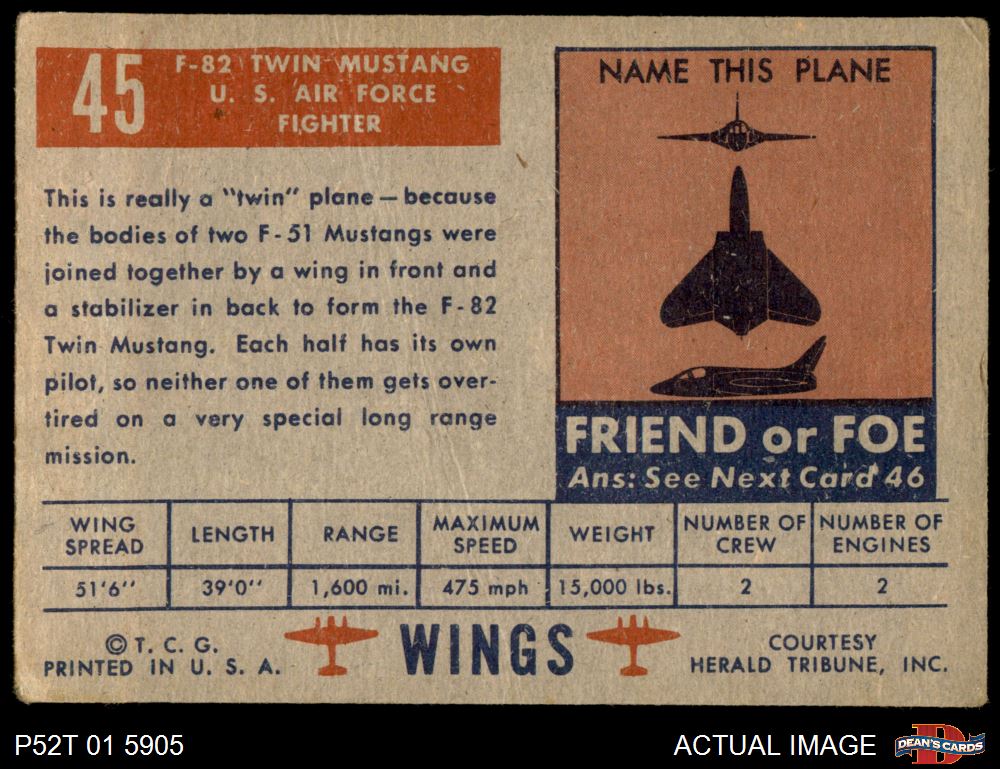 45
F-82 TWIN MUSTANG
U. S. AIR FORCE
FIGHTER
This is really a "twin" plane — because
the bodies of two F-51 Mustangs were
joined together by a wing in front and
a stabilizer in back to form the F-82
Twin Mustang. Each half has its own
pilot, so neither one of them gets over-
tired on a very special long range
mission.
NAME THIS PLANE
FRIEND or FOE
Ans: See Next Card 46
WING SPREAD LENGTH RANGE MAXIMUM SPEED WEIGHT NUMBER OF CREW NUMBER OF ENGINES
51'6" 39'0" 1,600 mi. 475 mph 15,000 lbs. 2 2
© T. C. G.
PRINTED IN U. S. A.
WINGS
COURTESY
HERALD TRIBUNE, INC.
P52T 01 5905
ACTUAL IMAGE
D
DEAN'S CARDS